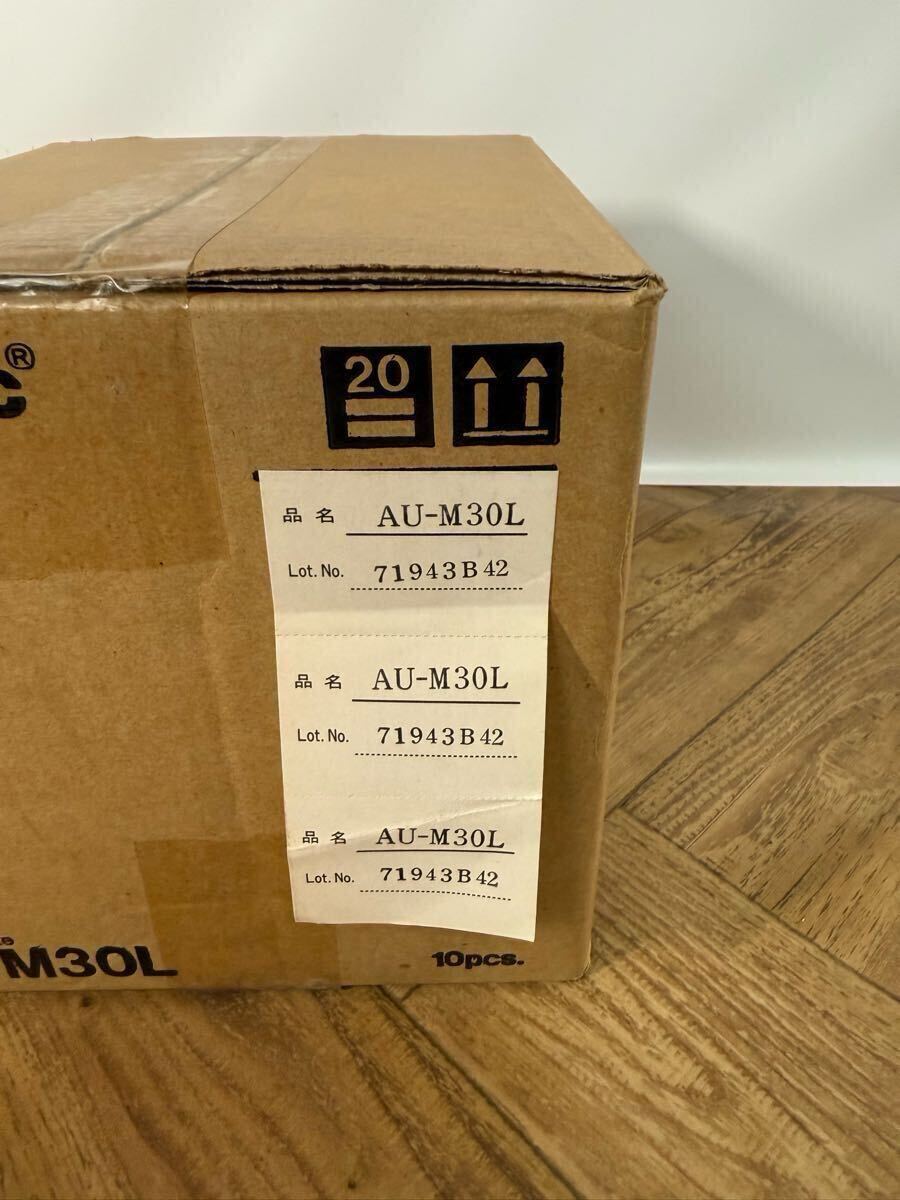 ®
20
品名 AU-M30L
Lot. No. 71943B42
品名 AU-M30L
Lot. No. 71943B42
品名 AU-M30L
Lot. No. 71943B42
M30L
10pcs.